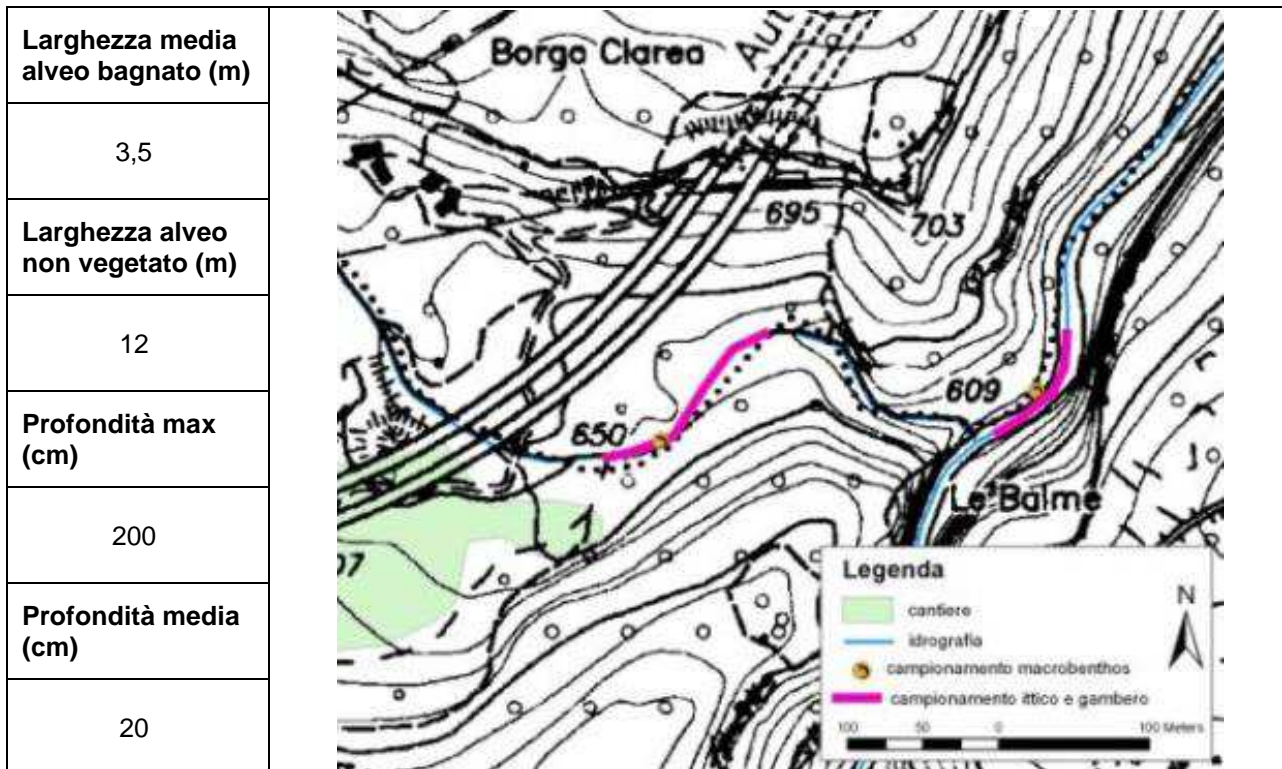 Larghezza media
alveo bagnato (m)
3,5
Larghezza alveo
non vegetato (m)
12
Profondità max
(cm)
200
Profondità media
(cm)
20
Borgo Clarea
Aut
695
703
650
609
Le Balme
07
Legenda
N
cantiere
idrografia
campionamento macrobenthos
campionamento ittico e gambero
100 50 0 100 Meters